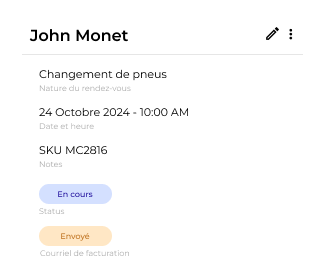 John Monet
Changement de pneus
Nature du rendez-vous
24 Octobre 2024 - 10:00 AM
Date et heure
SKU MC2816
Notes
En cours
Status
Envoyé
Courriel de facturation